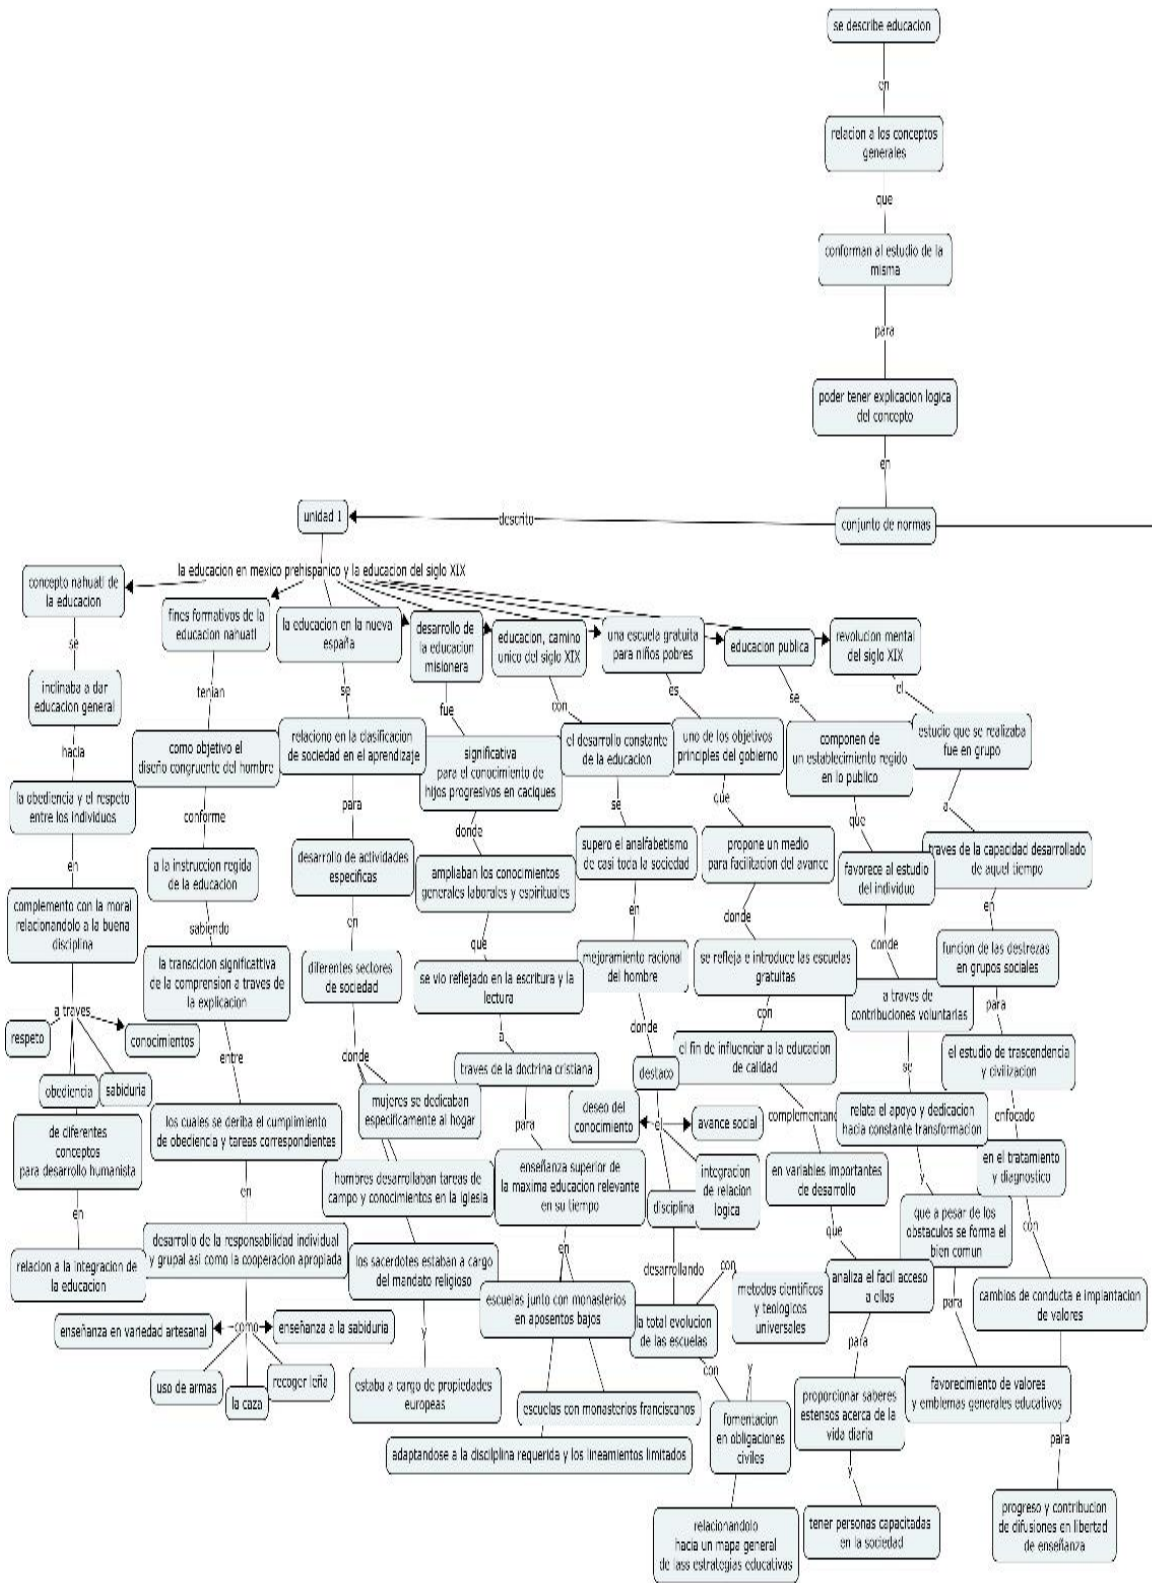 se describe educacion
en
relacion a los conceptos
generales
que
conforman al estudio de la
misma
para
poder tener explicacion logica
del concepto
en
conjunto de normas
descrito
unidad 1
la educacion en mexico prehispanico y la educacion del siglo XIX
concepto nahuatl de
la educacion
se
inclinaba a dar
educacion general
hacia
la obediencia y el respeto
entre los individuos
en
complemento con la moral
relacionandolo a la buena
disciplina
a traves
respeto
conocimientos
obediencia
sabiduria
de diferentes
conceptos
para desarrollo humanista
en
relacion a la integracion de
la educacion
fines formativos de la
educacion nahuatl
tenian
como objetivo el
diseño congruente del hombre
conforme
a la instruccion regida
de la educacion
sabiendo
la transcicion significattiva
de la comprension a traves de
la explicacion
entre
los cuales se deriba el cumplimiento
de obediencia y tareas correspondientes
en
desarrollo de la responsabilidad individual
y grupal asi como la cooperacion apropiada
como
enseñanza en variedad artesanal
enseñanza a la sabiduria
uso de armas
la caza
recoger leña
la educacion en la nueva
españa
se
relaciono en la clasificacion
de sociedad en el aprendizaje
para
desarrollo de actividades
especificas
en
diferentes sectores
de sociedad
donde
mujeres se dedicaban
especificamente al hogar
hombres desarrollaban tareas de
campo y conocimientos en la iglesia
los sacerdotes estaban a cargo
del mandato religioso
y
estaba a cargo de propiedades
europeas
desarrollo de
la educacion
misionera
fue
significativa
para el conocimiento de
hijos progresivos en caciques
donde
ampliaban los conocimientos
generales laborales y espirituales
que
se vio reflejado en la escritura y la
lectura
a
traves de la doctrina cristiana
para
enseñanza superior de
la maxima educacion relevante
en su tiempo
en
escuelas junto con monasterios
en aposentos bajos
escuelas con monasterios franciscanos
adaptandose a la discilplina requerida y los lineamientos limitados
educacion, camino
unico del siglo XIX
con
el desarrollo constante
de la educacion
se
supero el analfabetismo
de casi toda la sociedad
en
mejoramiento racional
del hombre
donde
destaco
el
deseo del
conocimiento
avance social
disciplina
integracion
de relacion
logica
desarrollando
la total evolucion
de las escuelas
con
metodos cientificos
y teologicos
universales
con
y
fomentacion
en obligaciones
civiles
relacionandolo
hacia un mapa general
de lass estrategias educativas
una escuela gratuita
para niños pobres
es
uno de los objetivos
principles del gobierno
que
propone un medio
para facilitacion del avance
donde
se refleja e introduce las escuelas
gratuitas
con
el fin de influenciar a la educacion
de calidad
complementand
en variables importantes
de desarrollo
que
analiza el facil acceso
a ellas
para
proporcionar saberes
estensos acerca de la
vida diaria
y
tener personas capacitadas
en la sociedad
educacion publica
se
componen de
un establecimiento regido
en lo publico
que
favorece al estudio
del individuo
donde
a traves de
contribuciones voluntarias
se
relata el apoyo y dedicacion
hacia constante transformacion
y
que a pesar de los
obstaculos se forma el
bien comun
para
favorecimiento de valores
y emblemas generales educativos
revolucion mental
del siglo XIX
el
estudio que se realizaba
fue en grupo
a
traves de la capacidad desarrollado
de aquel tiempo
en
funcion de las destrezas
en grupos sociales
para
el estudio de trascendencia
y civilizacion
enfocado
en el tratamiento
y diagnostico
con
cambios de conducta e implantacion
de valores
para
progreso y contribucion
de difusiones en libertad
de enseñanza